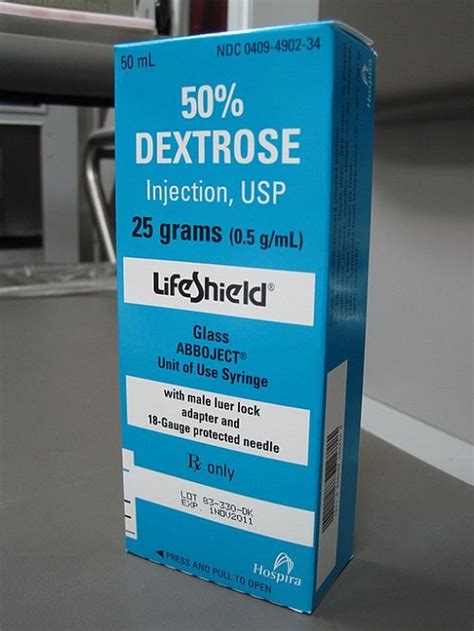 50 mL
NDC 0409-4902-34
50%
DEXTROSE
Injection, USP
25 grams (0.5 g/mL)
LifeShield®
Glass
ABBOJECT®
Unit of Use Syringe
with male luer lock
adapter and
18-Gauge protected needle
℞ only
LOT 83-330-DK
EXP. 1NOV2011
◄ PRESS AND PULL TO OPEN
Hospira